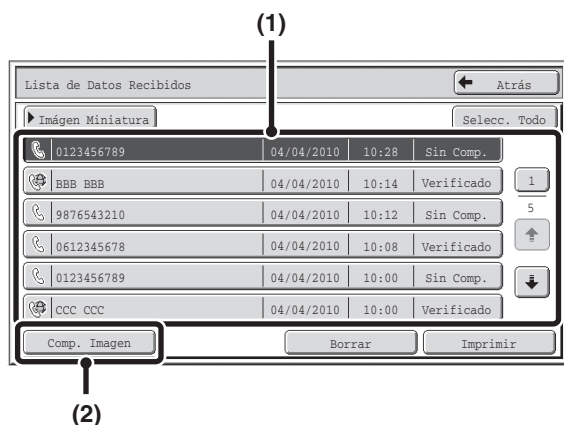 (1)
Lista de Datos Recibidos Atrás
Imágen Miniatura Selecc. Todo
0123456789 04/04/2010 10:28 Sin Comp.
BBB BBB 04/04/2010 10:14 Verificado 1
9876543210 04/04/2010 10:12 Sin Comp. 5
0612345678 04/04/2010 10:08 Verificado
0123456789 04/04/2010 10:00 Sin Comp.
CCC CCC 04/04/2010 10:00 Verificado
Comp. Imagen Borrar Imprimir
(2)